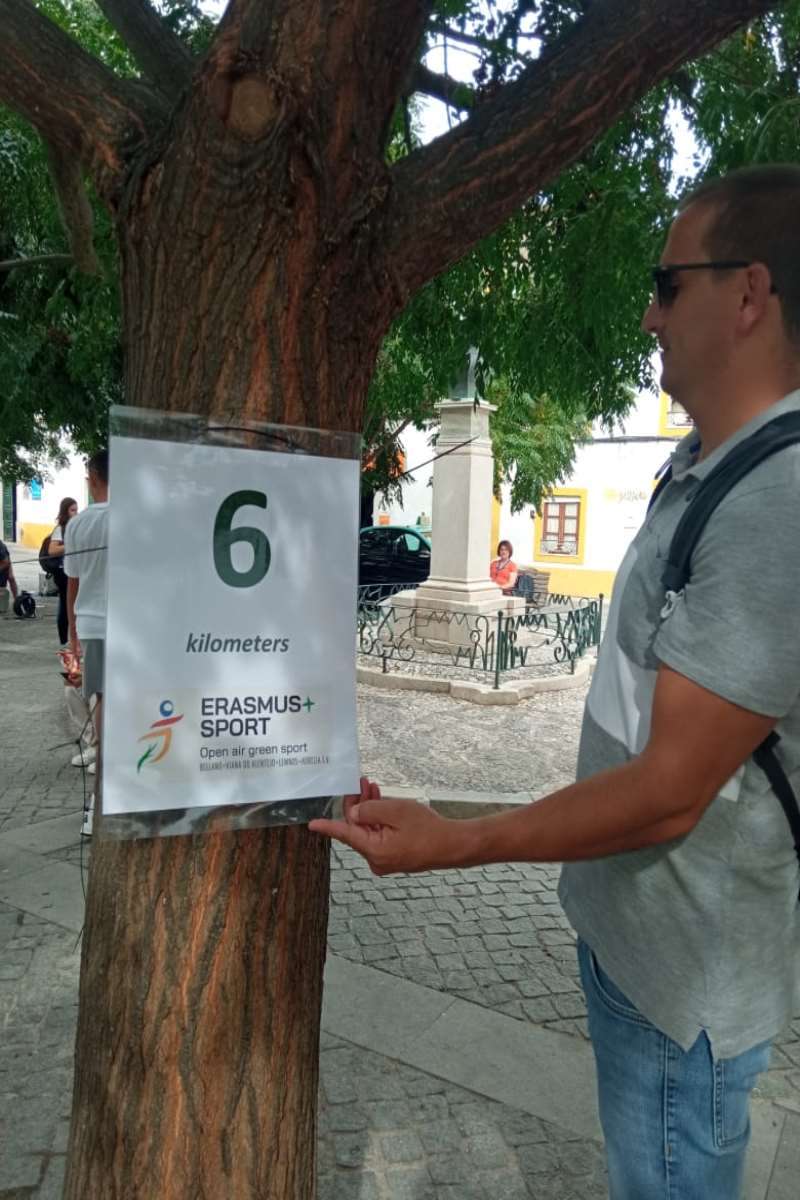 6
kilometers
ERASMUS+
SPORT
Open air green sport